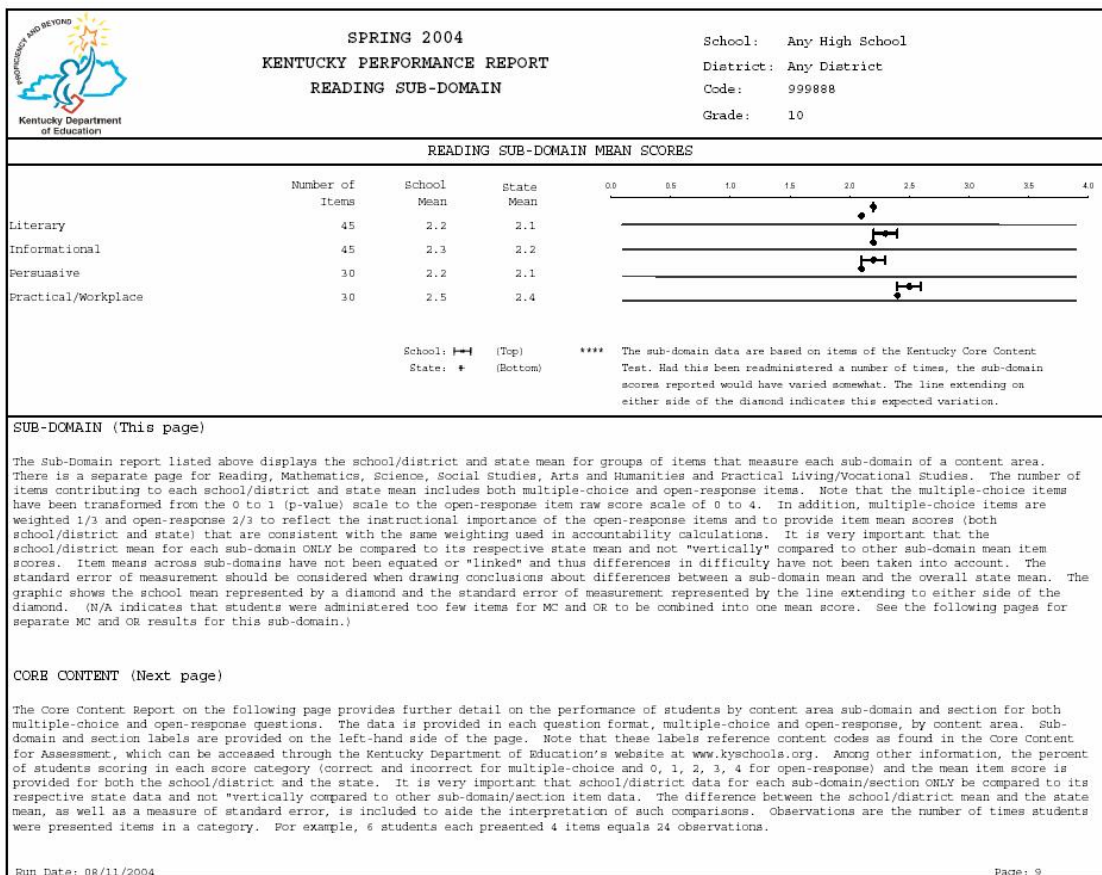 PROFICIENCY AND BEYOND
Kentucky Department
of Education
SPRING 2004
KENTUCKY PERFORMANCE REPORT
READING SUB-DOMAIN
School: Any High School
District: Any District
Code: 999888
Grade: 10
READING SUB-DOMAIN MEAN SCORES
Number of Items School Mean State Mean 0.0 0.5 1.0 1.5 2.0 2.5 3.0 3.5 4.0
Literary 45 2.2 2.1
Informational 45 2.3 2.2
Persuasive 30 2.2 2.1
Practical/Workplace 30 2.5 2.4
School: (Top)
State: (Bottom)
**** The sub-domain data are based on items of the Kentucky Core Content
Test. Had this been readministered a number of times, the sub-domain
scores reported would have varied somewhat. The line extending on
either side of the diamond indicates this expected variation.
SUB-DOMAIN (This page)
The Sub-Domain report listed above displays the school/district and state mean for groups of items that measure each sub-domain of a content area.
There is a separate page for Reading, Mathematics, Science, Social Studies, Arts and Humanities and Practical Living/Vocational Studies. The number of
items contributing to each school/district and state mean includes both multiple-choice and open-response items. Note that the multiple-choice items
have been transformed from the 0 to 1 (p-value) scale to the open-response item raw score scale of 0 to 4. In addition, multiple-choice items are
weighted 1/3 and open-response 2/3 to reflect the instructional importance of the open-response items and to provide item mean scores (both
school/district and state) that are consistent with the same weighting used in accountability calculations. It is very important that the
school/district mean for each sub-domain ONLY be compared to its respective state mean and not "vertically" compared to other sub-domain mean item
scores. Item means across sub-domains have not been equated or "linked" and thus differences in difficulty have not been taken into account. The
standard error of measurement should be considered when drawing conclusions about differences between a sub-domain mean and the overall state mean. The
graphic shows the school mean represented by a diamond and the standard error of measurement represented by the line extending to either side of the
diamond. (N/A indicates that students were administered too few items for MC and OR to be combined into one mean score. See the following pages for
separate MC and OR results for this sub-domain.)
CORE CONTENT (Next page)
The Core Content Report on the following page provides further detail on the performance of students by content area sub-domain and section for both
multiple-choice and open-response questions. The data is provided in each question format, multiple-choice and open-response, by content area. Sub-
domain and section labels are provided on the left-hand side of the page. Note that these labels reference content codes as found in the Core Content
for Assessment, which can be accessed through the Kentucky Department of Education's website at www.kyschools.org. Among other information, the percent
of students scoring in each score category (correct and incorrect for multiple-choice and 0, 1, 2, 3, 4 for open-response) and the mean item score is
provided for both the school/district and the state. It is very important that school/district data for each sub-domain/section ONLY be compared to its
respective state data and not "vertically compared to other sub-domain/section item data. The difference between the school/district mean and the state
mean, as well as a measure of standard error, is included to aide the interpretation of such comparisons. Observations are the number of times students
were presented items in a category. For example, 6 students each presented 4 items equals 24 observations.
Run Date: 08/11/2004 Page: 9